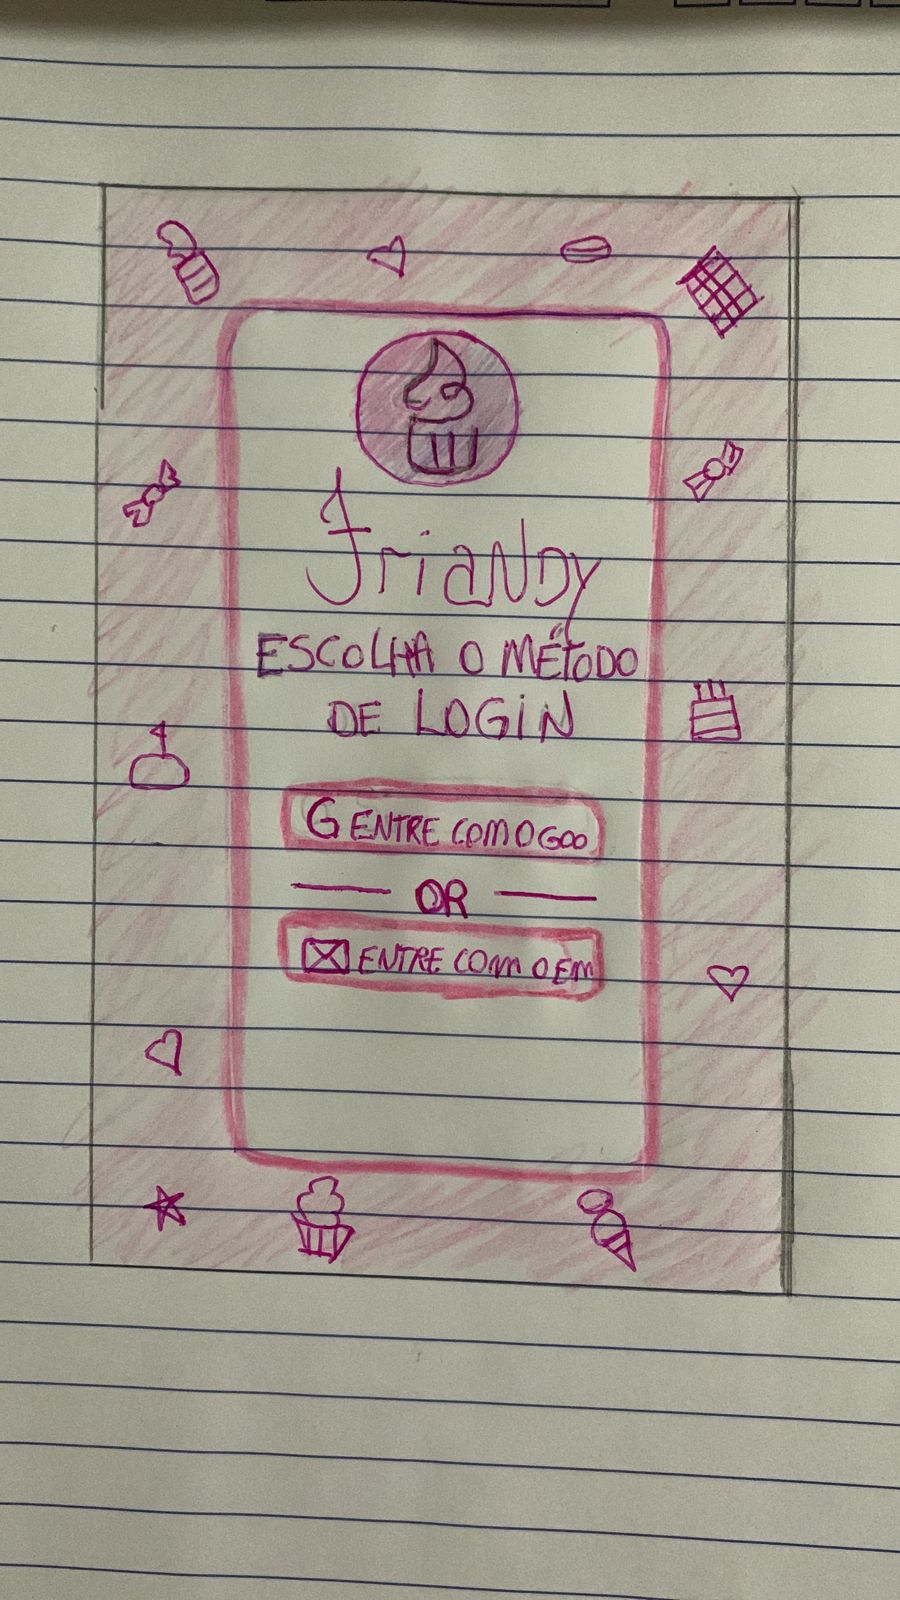 Friandy
ESCOLHA O MÉTODO
DE LOGIN
G ENTRE COM O GOO
OR
ENTRE COM O EM